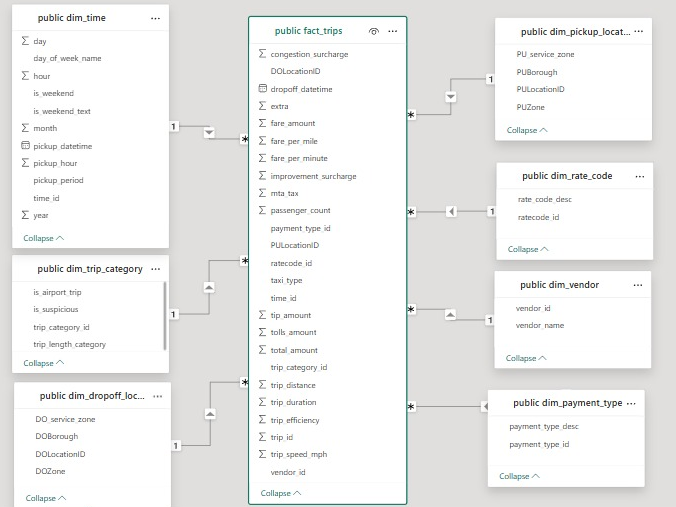 public dim_time
day
day_of_week_name
hour
is_weekend
is_weekend_text
month
pickup_datetime
pickup_hour
pickup_period
time_id
year
Collapse
public dim_trip_category
is_airport_trip
is_suspicious
trip_category_id
trip_length_category
Collapse
public dim_dropoff_loc...
DO_service_zone
DOBorough
DOLocationID
DOZone
Collapse
1
1
1
public fact_trips
congestion_surcharge
DOLocationID
dropoff_datetime
extra
fare_amount
fare_per_mile
fare_per_minute
improvement_surcharge
mta_tax
passenger_count
payment_type_id
PULocationID
ratecode_id
taxi_type
time_id
tip_amount
tolls_amount
total_amount
trip_category_id
trip_distance
trip_duration
trip_efficiency
trip_id
trip_speed_mph
vendor_id
Collapse
1
1
1
public dim_pickup_locat...
PU_service_zone
PUBorough
PULocationID
PUZone
Collapse
public dim_rate_code
rate_code_desc
ratecode_id
Collapse
public dim_vendor
vendor_id
vendor_name
Collapse
public dim_payment_type
payment_type_desc
payment_type_id
Collapse